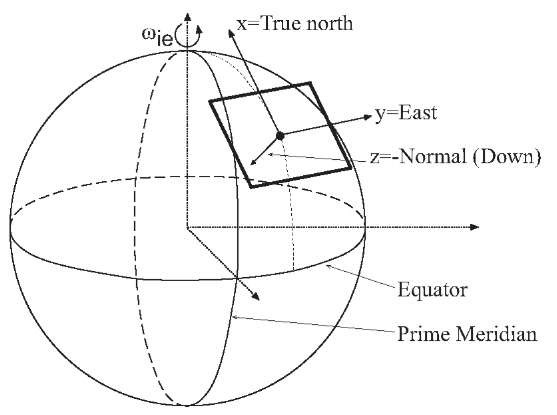 ωie
x=True north
y=East
z=-Normal (Down)
Equator
Prime Meridian